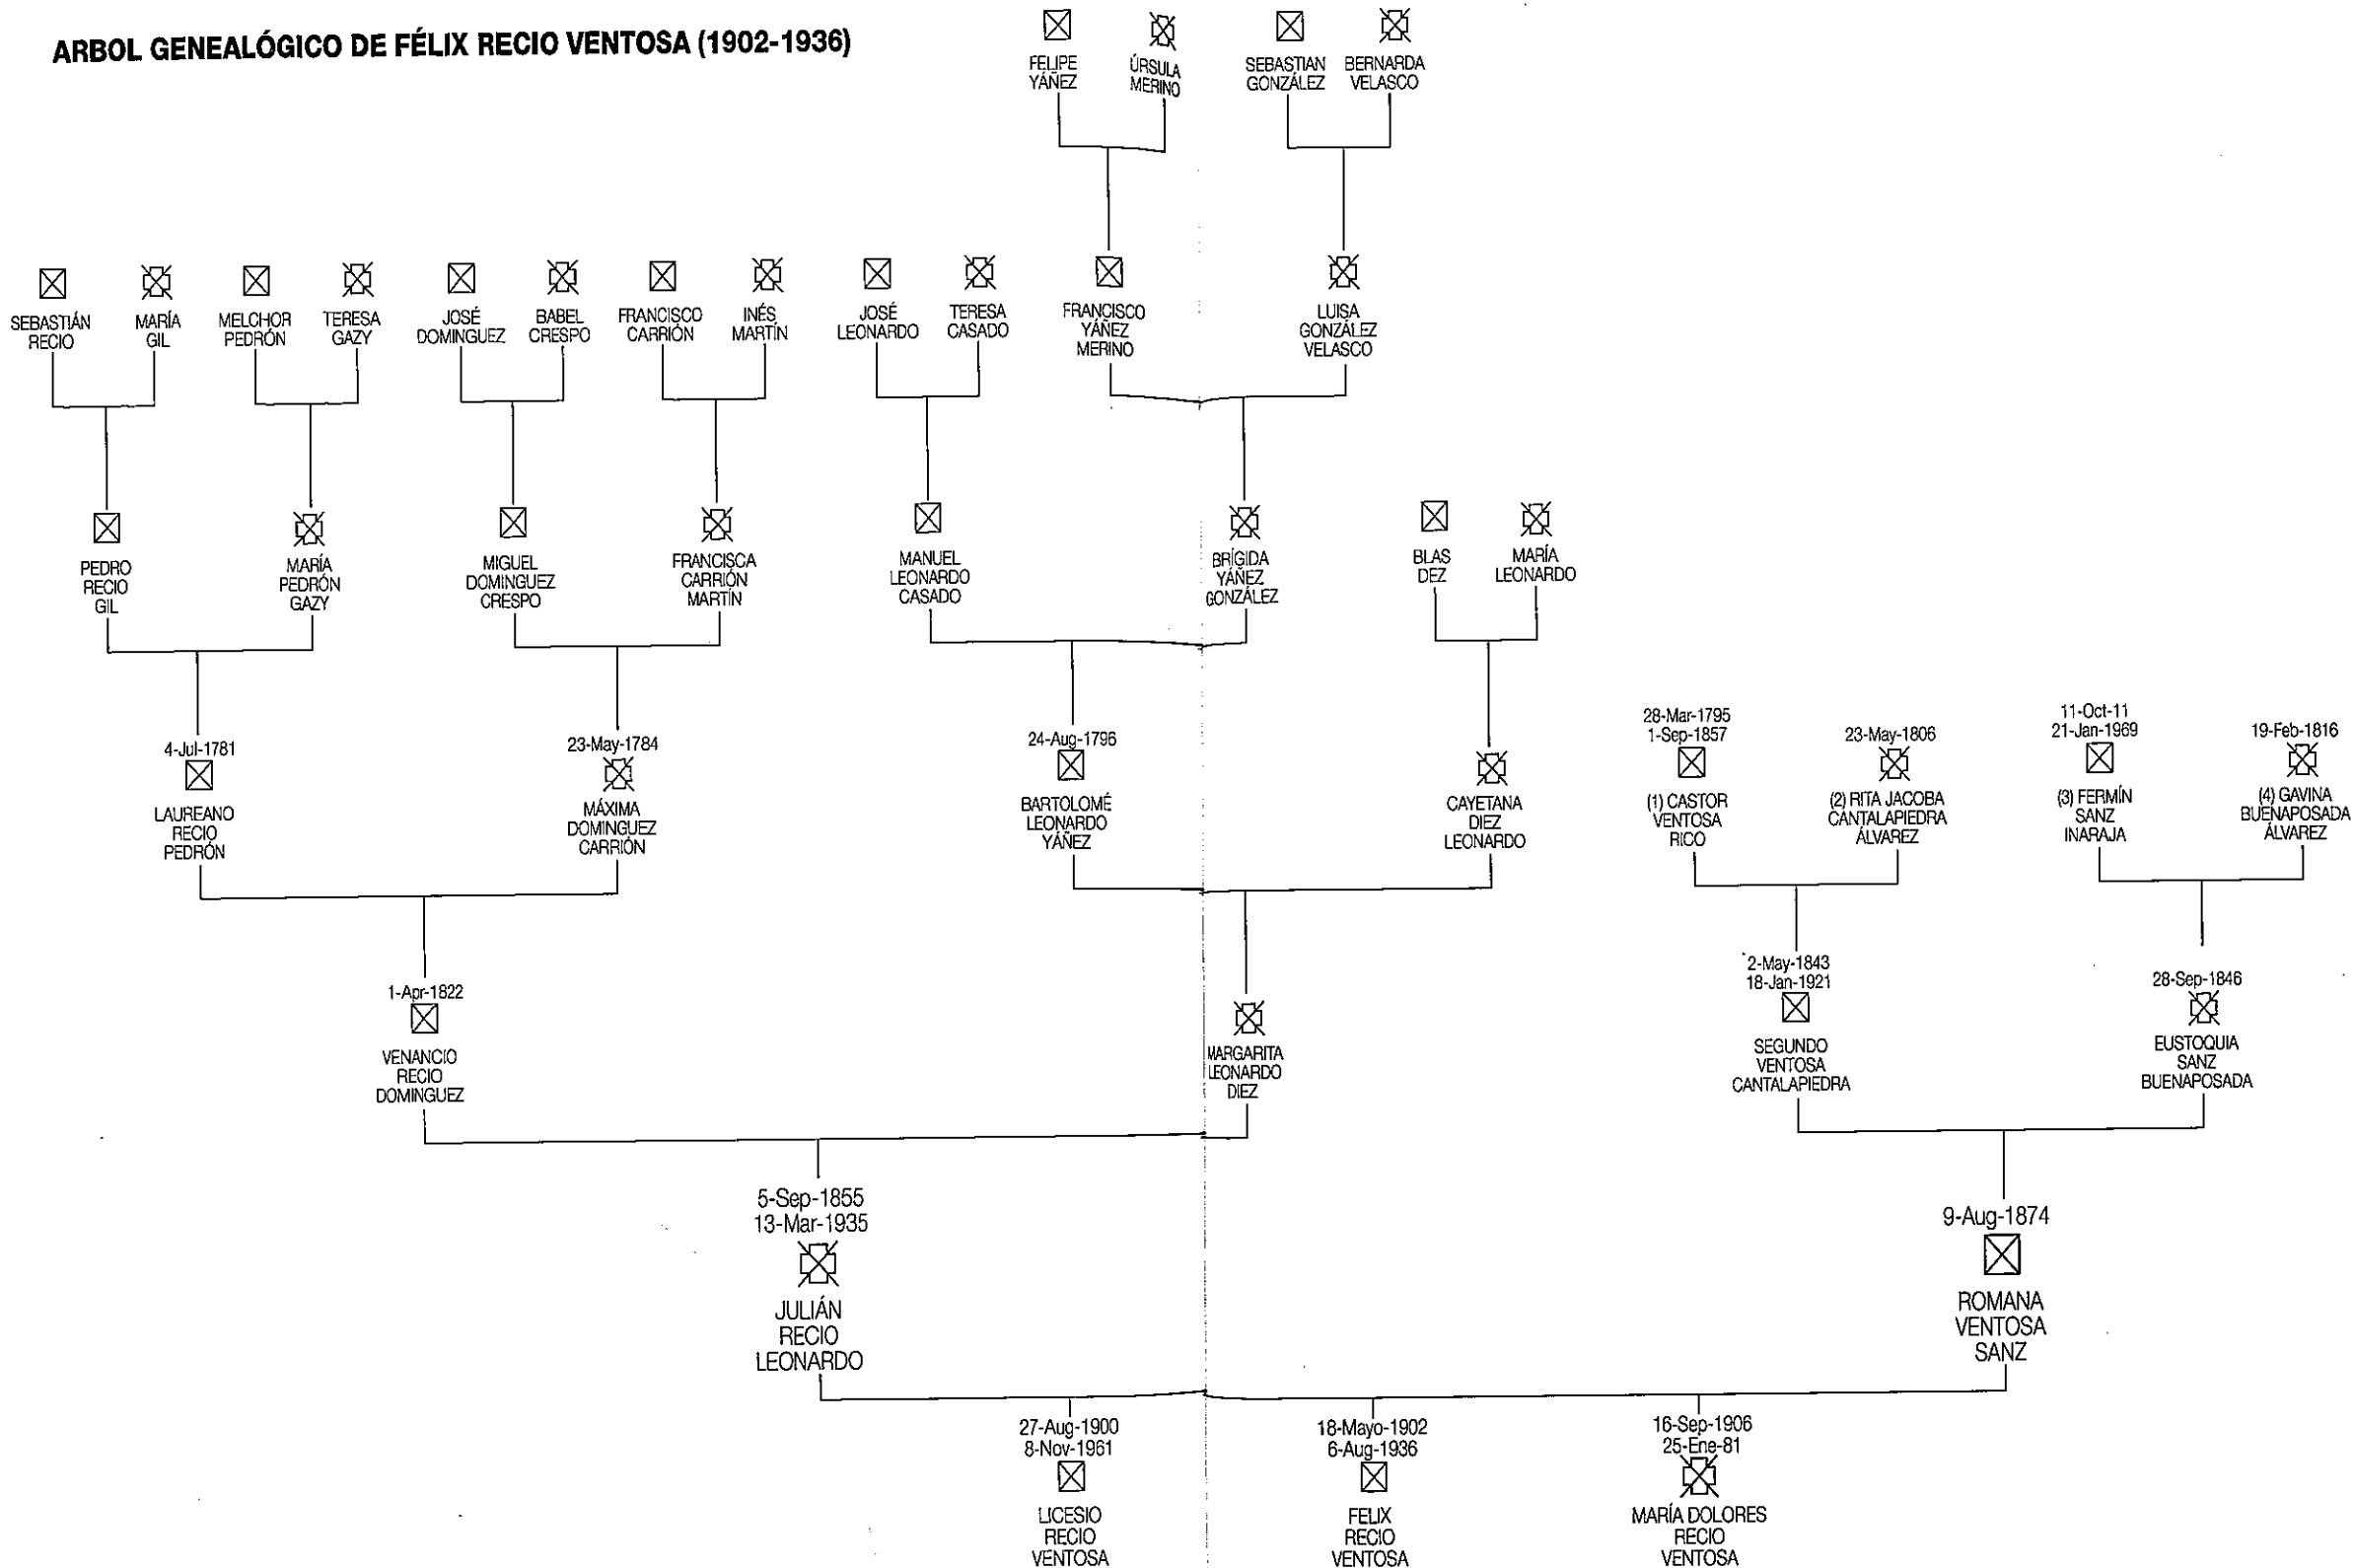 ARBOL GENEALÓGICO DE FÉLIX RECIO VENTOSA (1902-1936)
FELIPE
YÁÑEZ
ÚRSULA
MERINO
SEBASTIAN
GONZÁLEZ
BERNARDA
VELASCO
SEBASTIÁN
RECIO
MARÍA
GIL
MELCHOR
PEDRÓN
TERESA
GAZY
JOSÉ
DOMINGUEZ
BABEL
CRESPO
FRANCISCO
CARRIÓN
INÉS
MARTÍN
JOSÉ
LEONARDO
TERESA
CASADO
FRANCISCO
YÁÑEZ
MERINO
LUISA
GONZÁLEZ
VELASCO
PEDRO
RECIO
GIL
MARÍA
PEDRÓN
GAZY
MIGUEL
DOMINGUEZ
CRESPO
FRANCISCA
CARRIÓN
MARTÍN
MANUEL
LEONARDO
CASADO
BRÍGIDA
YÁÑEZ
GONZÁLEZ
BLAS
DEZ
MARÍA
LEONARDO
4-Jul-1781
LAUREANO
RECIO
PEDRÓN
23-May-1784
MÁXIMA
DOMINGUEZ
CARRIÓN
24-Aug-1796
BARTOLOMÉ
LEONARDO
YÁÑEZ
CAYETANA
DIEZ
LEONARDO
28-Mar-1795
1-Sep-1857
(1) CASTOR
VENTOSA
RICO
23-May-1806
(2) RITA JACOBA
CANTALAPIEDRA
ÁLVAREZ
11-Oct-11
21-Jan-1969
(3) FERMÍN
SANZ
INARAJA
19-Feb-1816
(4) GAVINA
BUENAPOSADA
ÁLVAREZ
1-Apr-1822
VENANCIO
RECIO
DOMINGUEZ
MARGARITA
LEONARDO
DIEZ
2-May-1843
18-Jan-1921
SEGUNDO
VENTOSA
CANTALAPIEDRA
28-Sep-1846
EUSTOQUIA
SANZ
BUENAPOSADA
5-Sep-1855
13-Mar-1935
JULIÁN
RECIO
LEONARDO
9-Aug-1874
ROMANA
VENTOSA
SANZ
27-Aug-1900
8-Nov-1961
LICESIO
RECIO
VENTOSA
18-Mayo-1902
6-Aug-1936
FELIX
RECIO
VENTOSA
16-Sep-1906
25-Ene-81
MARÍA DOLORES
RECIO
VENTOSA